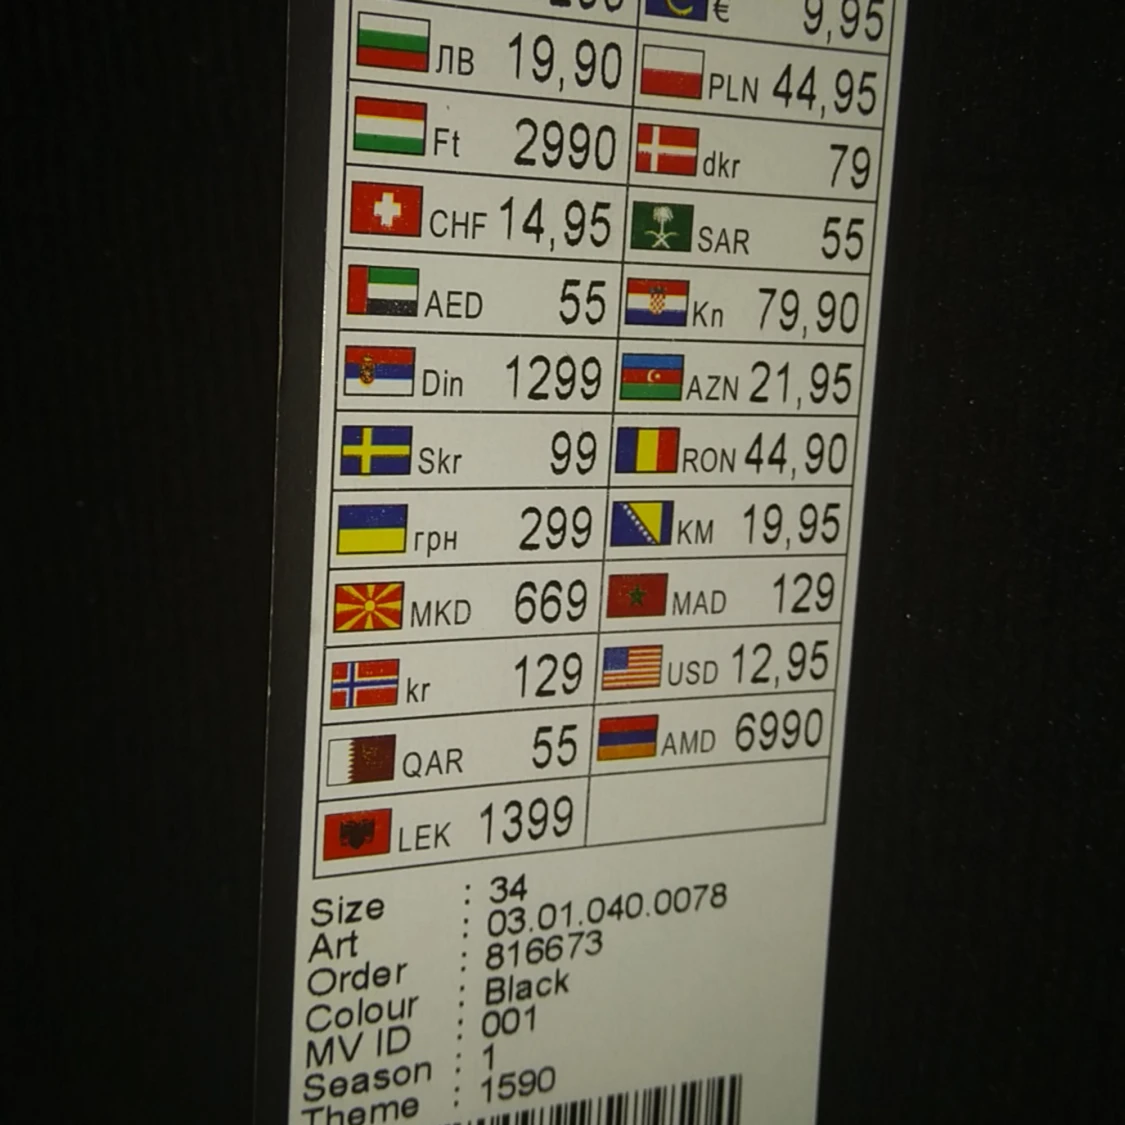 € 9,95
ЛВ 19,90 PLN 44,95
Ft 2990 dkr 79
CHF 14,95 SAR 55
AED 55 Kn 79,90
Din 1299 AZN 21,95
Skr 99 RON 44,90
грн 299 KM 19,95
MKD 669 MAD 129
kr 129 USD 12,95
QAR 55 AMD 6990
LEK 1399
Size : 34
Art : 03.01.040.0078
Order : 816673
Colour : Black
MV ID : 001
Season : 1
Theme : 1590